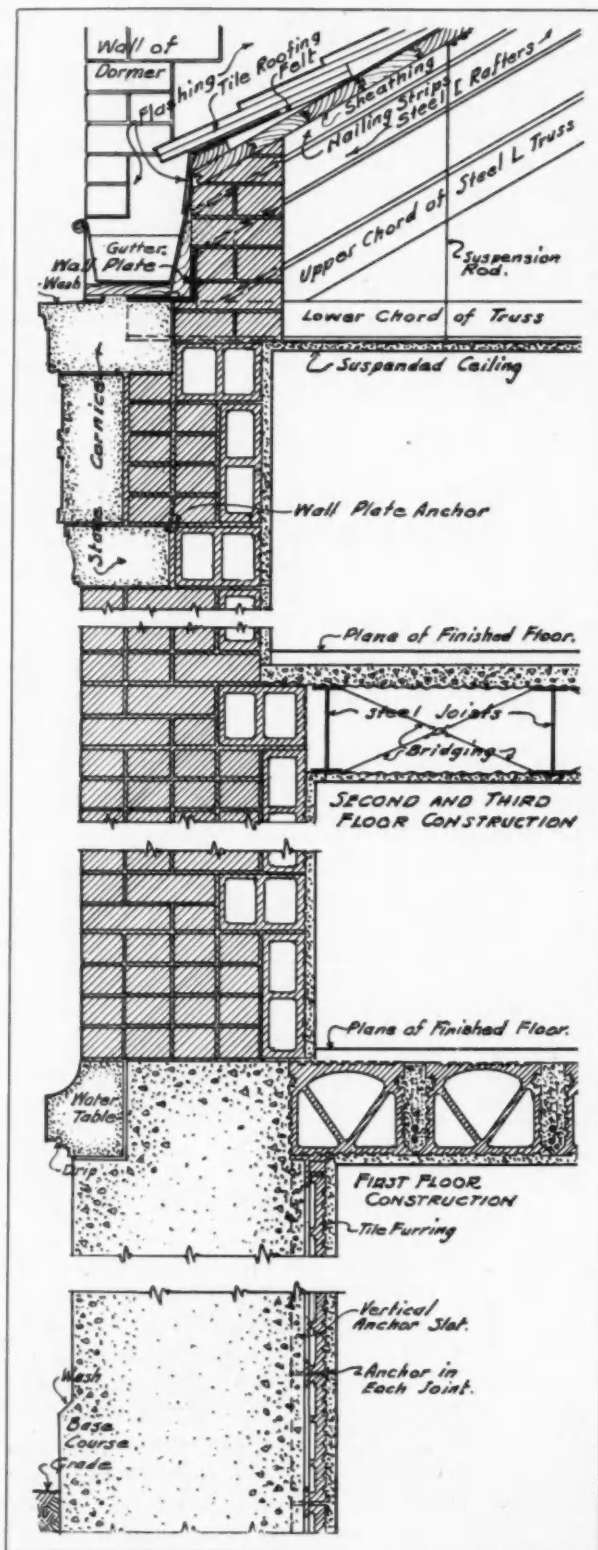 Wall of
Dormer
Flashing
Tile Roofing
Felt
Sheathing
Nailing Strips
Steel I Rafters
Upper Chord of Steel L Truss
Suspension
Rod.
Gutter
Wall Plate
Wash
Lower Chord of Truss
Suspended Ceiling
Stone Cornice
Wall Plate Anchor
Plane of Finished Floor.
Steel Joists
Bridging
SECOND AND THIRD
FLOOR CONSTRUCTION
Plane of Finished Floor.
Water
Table
Drip
FIRST FLOOR
CONSTRUCTION
Tile Furring
Vertical
Anchor Slot.
Anchor in
Each Joint.
Wash
Base
Course
Grade